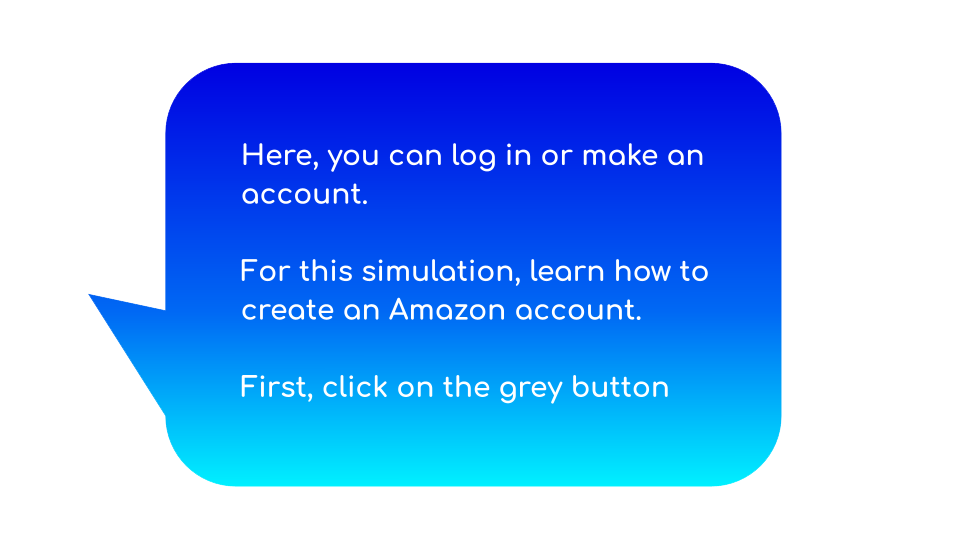 Here, you can log in or make an
account.
For this simulation, learn how to
create an Amazon account.
First, click on the grey button